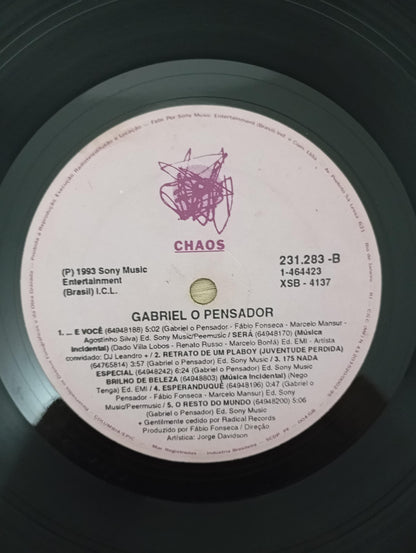 CHAOS
(P) 1993 Sony Music
Entertainment
(Brasil) I.C.L.
231.283 -B
1-464423
XSB - 4137
GABRIEL O PENSADOR
1. ... E VOCÊ (64948188) 5:02 (Gabriel o Pensador - Fábio Fonseca - Marcelo Mansur -
Agostinho Silva) Ed. Sony Music/Peermusic / SERÁ (64948170) (Música
Incidental) (Dado Villa Lobos - Renato Russo - Marcelo Bonfá) Ed. EMI - Artista
convidado: DJ Leandro + / 2. RETRATO DE UM PLABOY (JUVENTUDE PERDIDA)
(64765814) 3:57 (Gabriel o Pensador) Ed. Sony Music / 3. 175 NADA
ESPECIAL (64948242) 6:24 (Gabriel o Pensador) Ed. Sony Music -
BRILHO DE BELEZA (64948803) (Música Incidental) (Nego
Tenga) Ed. EMI / 4. ESPERANDUQUÊ (64948196) 0:47 (Gabriel o
Pensador - Fábio Fonseca - Marcelo Mansur) Ed. Sony
Music/Peermusic / 5. O RESTO DO MUNDO (64948200) 5:06
(Gabriel o Pensador) Ed. Sony Music
+ Gentilmente cedido por Radical Records
Produzido por Fábio Fonseca / Direção
Artística: Jorge Davidson